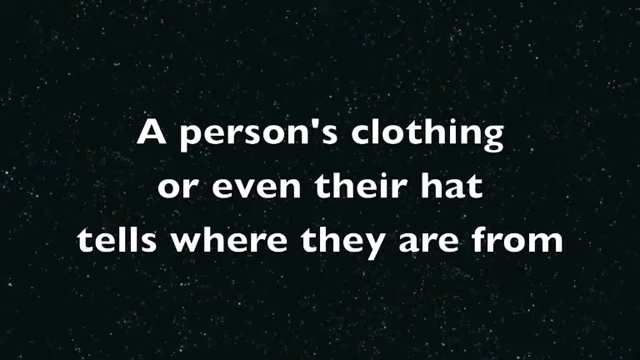 A person's clothing
or even their hat
tells where they are from